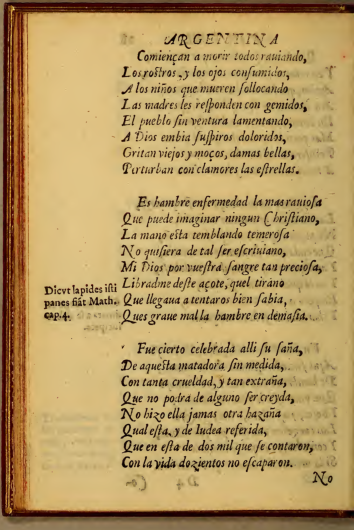 ARGENTINA
Comiençan a morir todos rauiando,
Los rostros, y los ojos consumidos,
A los niños que mueren sollocando
Las madres les responden con gemidos,
El pueblo sin ventura lamentando,
A Dios embia suspiros doloridos,
Gritan viejos y moços, damas bellas,
Perturban con clamores las estrellas.
Es hambre enfermedad la mas rauiosa
Que puede imaginar ningun Christiano,
La mano esta temblando temerosa
No quisiera de tal ser escriuiano,
Mi Dios por vuestra sangre tan preciosa,
Libradme deste açote, quel tirano
Que llegaua a tentaros bien sabia,
Ques graue mal la hambre en demasia.
Dicvt lapides isti
panes fiãt Math.
cap.4.
Fue cierto celebrada alli su saña,
De aquesta matadora sin medida,
Con tanta crueldad, y tan estraña,
Que no podra de alguno ser creyda,
No hizo ella jamas otra hazaña
Qual esta, y de Iudea referida,
Que en esta de dos mil que se contaron,
Con la vida dozientos no escaparon.
No